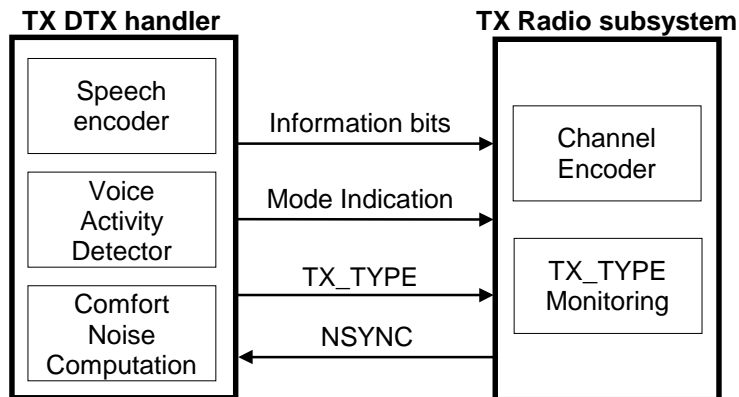 TX DTX handler
TX Radio subsystem
Speech
encoder
Information bits
Channel
Encoder
Voice
Activity
Detector
Mode Indication
TX_TYPE
TX_TYPE
Monitoring
Comfort
Noise
Computation
NSYNC